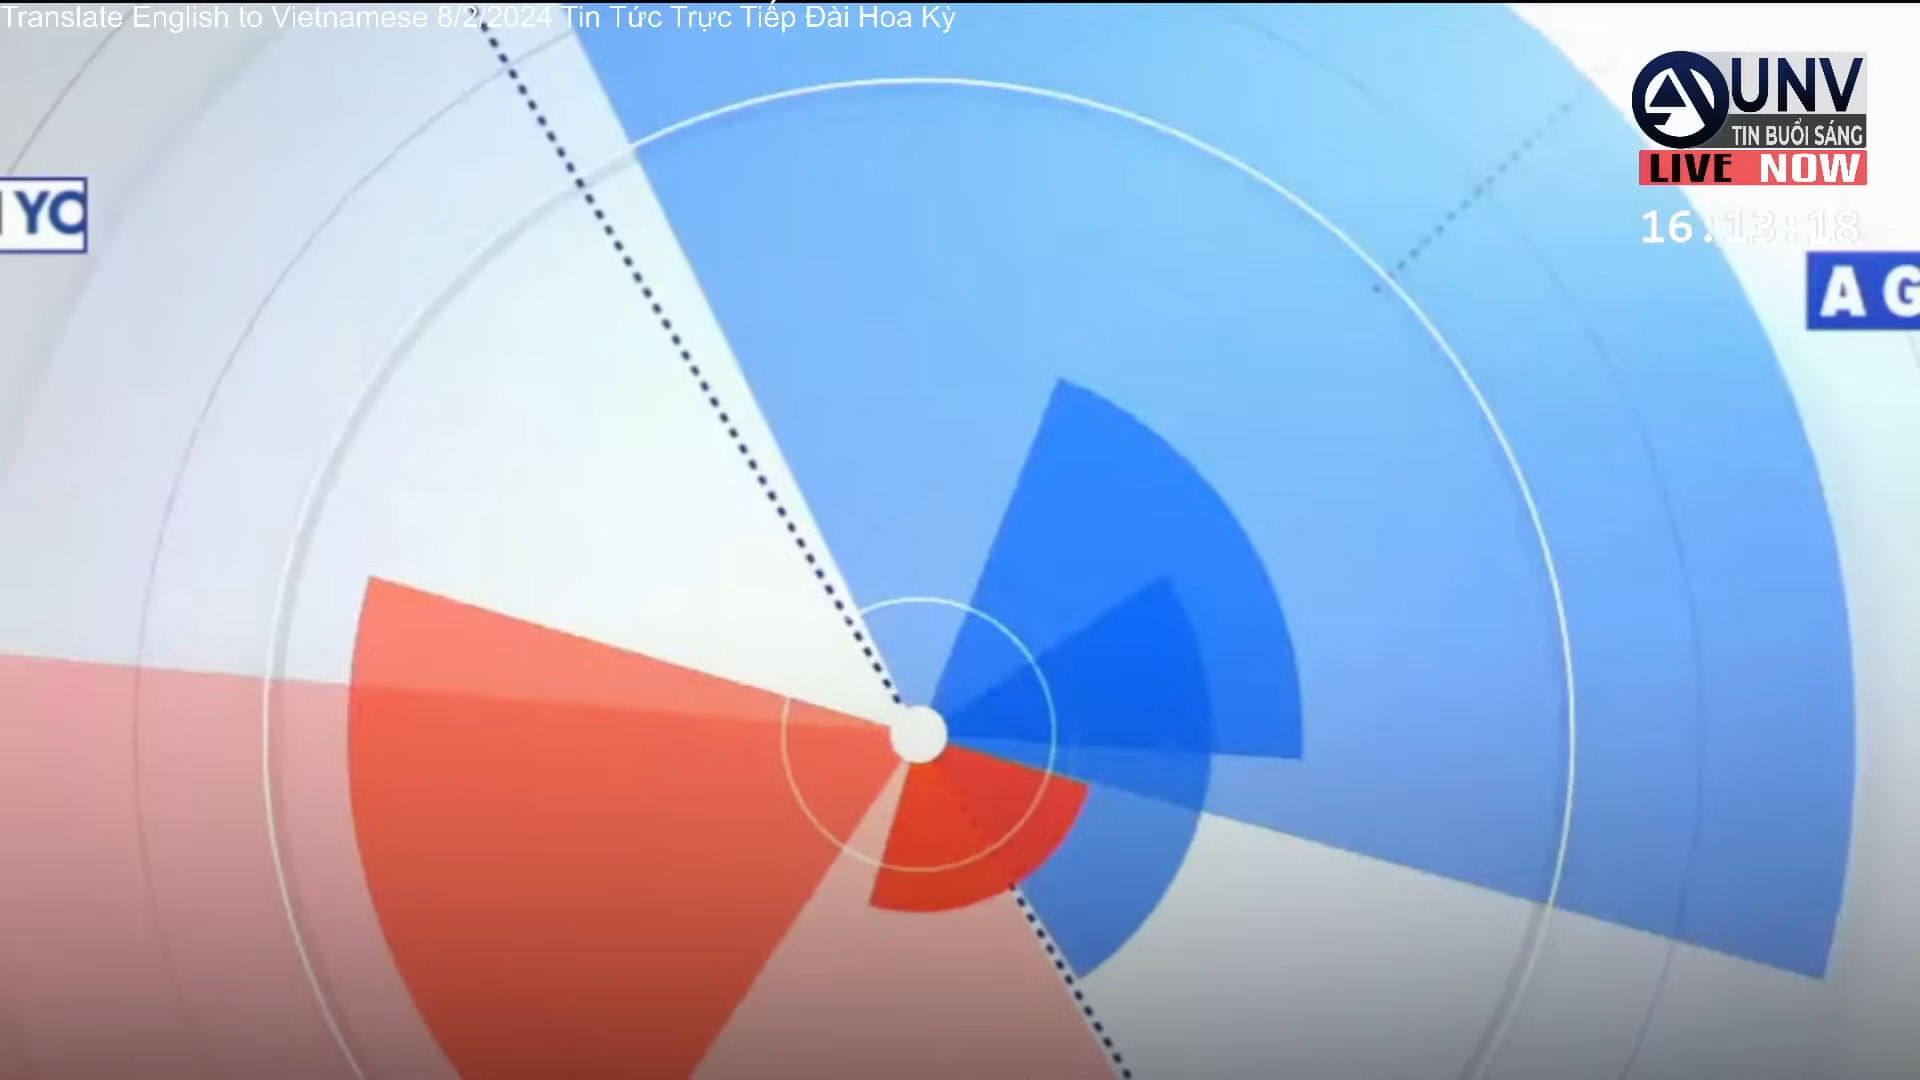 Translate English to Vietnamese 8/2/2024 Tin Tức Trực Tiếp Đài Hoa Kỳ
UNV
TIN BUỔI SÁNG
LIVE NOW
16:13:18
YO
A G